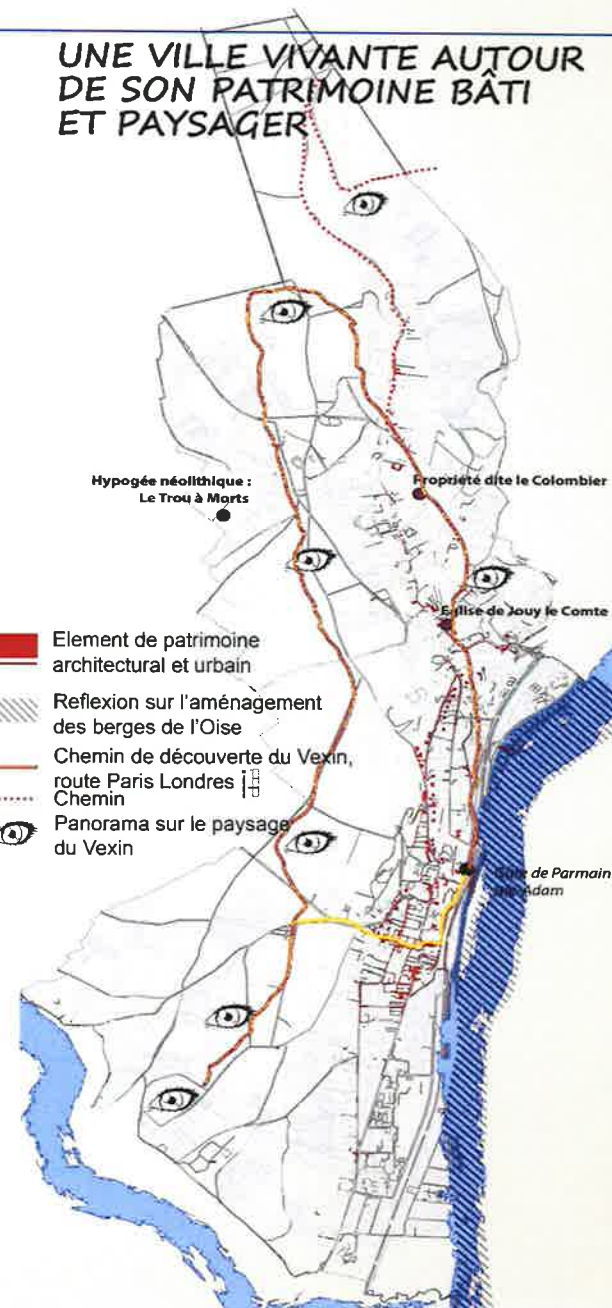 UNE VILLE VIVANTE AUTOUR
DE SON PATRIMOINE BÂTI
ET PAYSAGER
Hypogée néolithique :
Le Trou à Morts
Propriété dite le Colombier
Eglise de Jouy le Comte
Element de patrimoine
architectural et urbain
Reflexion sur l'aménagement
des berges de l'Oise
Chemin de découverte du Vexin,
route Paris Londres
Chemin
Panorama sur le paysage
du Vexin
de Parmain
Adam